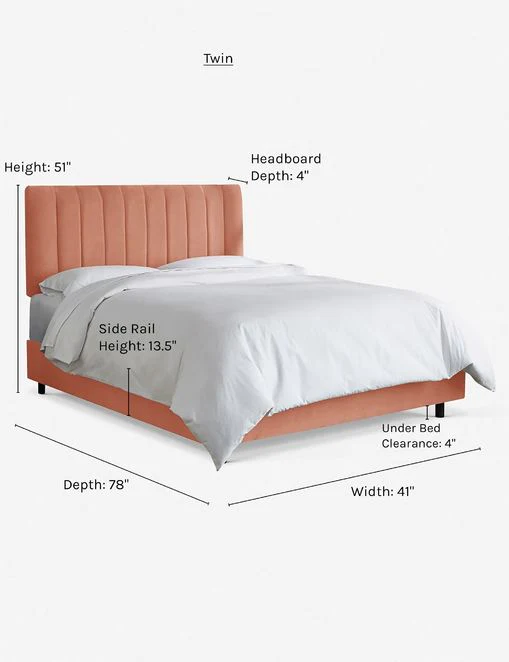 Twin
Headboard
Depth: 4"
Height: 51"
Side Rail
Height: 13.5"
Under Bed
Clearance: 4"
Depth: 78"
Width: 41"